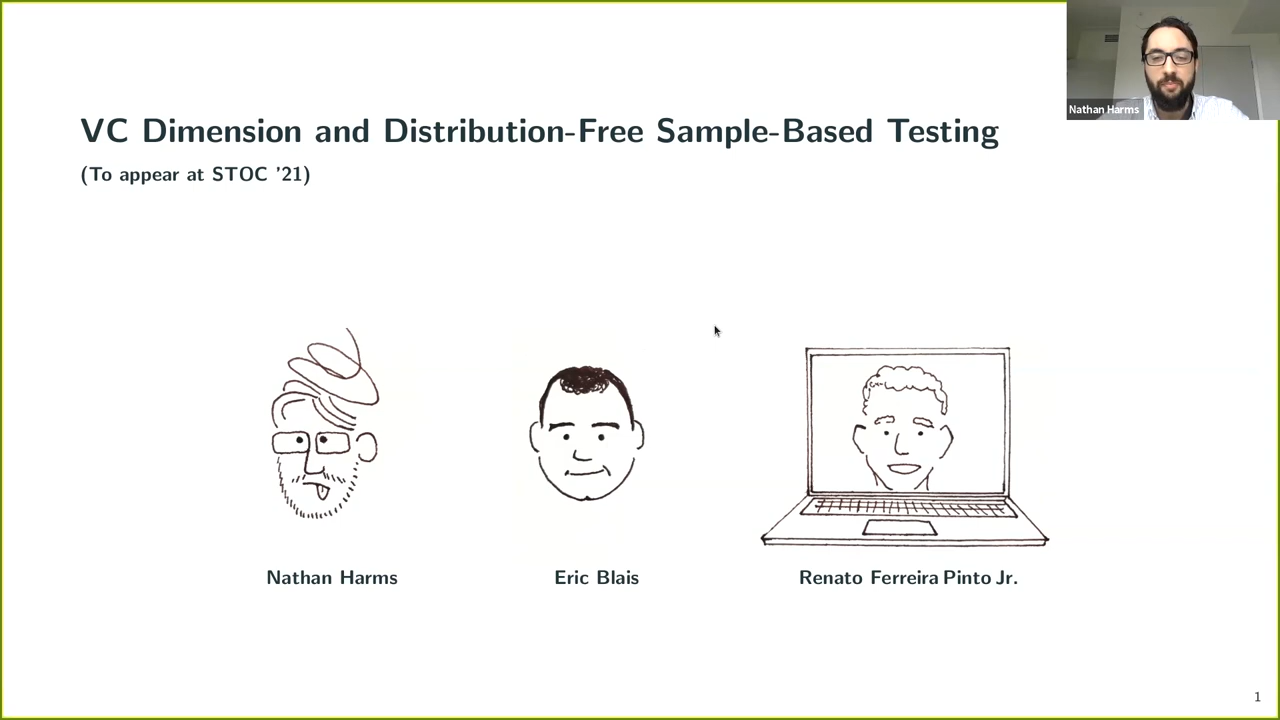 VC Dimension and Distribution-Free Sample-Based Testing
(To appear at STOC '21)
Nathan Harms
Nathan Harms
Eric Blais
Renato Ferreira Pinto Jr.
1